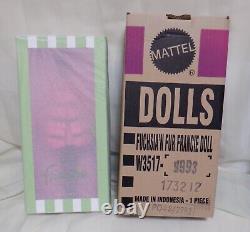 MATTEL
®
DOLLS
FUCHSIA'N FUR FRANCIE DOLL
W3517-
9993
173212
MADE IN INDONESIA - 1 PIECE